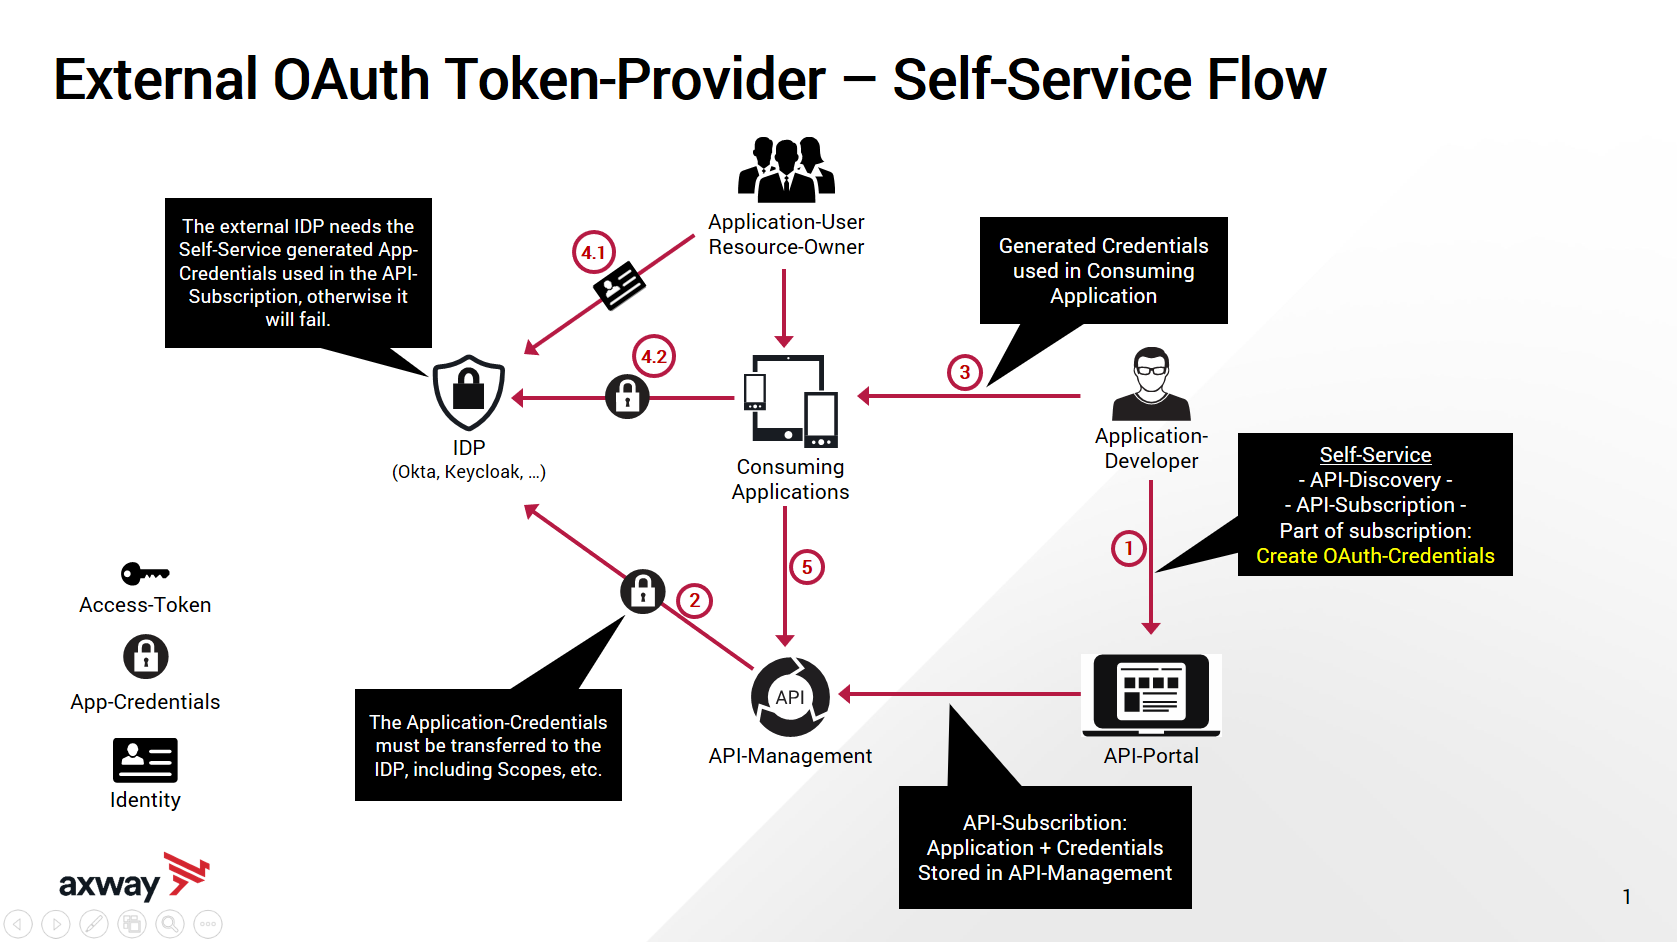 External OAuth Token-Provider – Self-Service Flow
Application-User
Resource-Owner
The external IDP needs the
Self-Service generated App-
Credentials used in the API-
Subscription, otherwise it
will fail.
4.1
Generated Credentials
used in Consuming
Application
4.2
3
IDP
(Okta, Keycloak, ...)
Consuming
Applications
Application-
Developer
Self-Service
- API-Discovery -
- API-Subscription -
Part of subscription:
Create OAuth-Credentials
1
5
2
Access-Token
App-Credentials
Identity
The Application-Credentials
must be transferred to the
IDP, including Scopes, etc.
API
API-Management
API-Portal
API-Subscribtion:
Application + Credentials
Stored in API-Management
axway
1